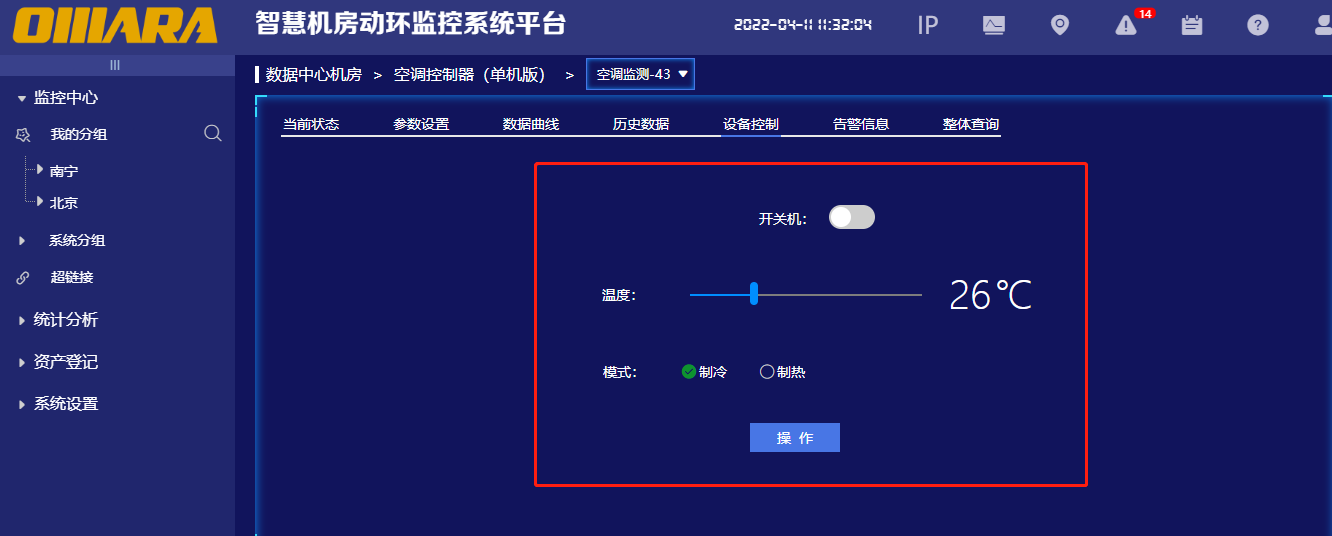 OMARA
智慧机房动环监控系统平台
2022-04-11 11:32:04
IP
14
数据中心机房 > 空调控制器（单机版） > 空调监测-43
监控中心
我的分组
南宁
北京
系统分组
超链接
统计分析
资产登记
系统设置
当前状态 参数设置 数据曲线 历史数据 设备控制 告警信息 整体查询
开关机：
温度： 26℃
模式： 制冷 制热
操 作